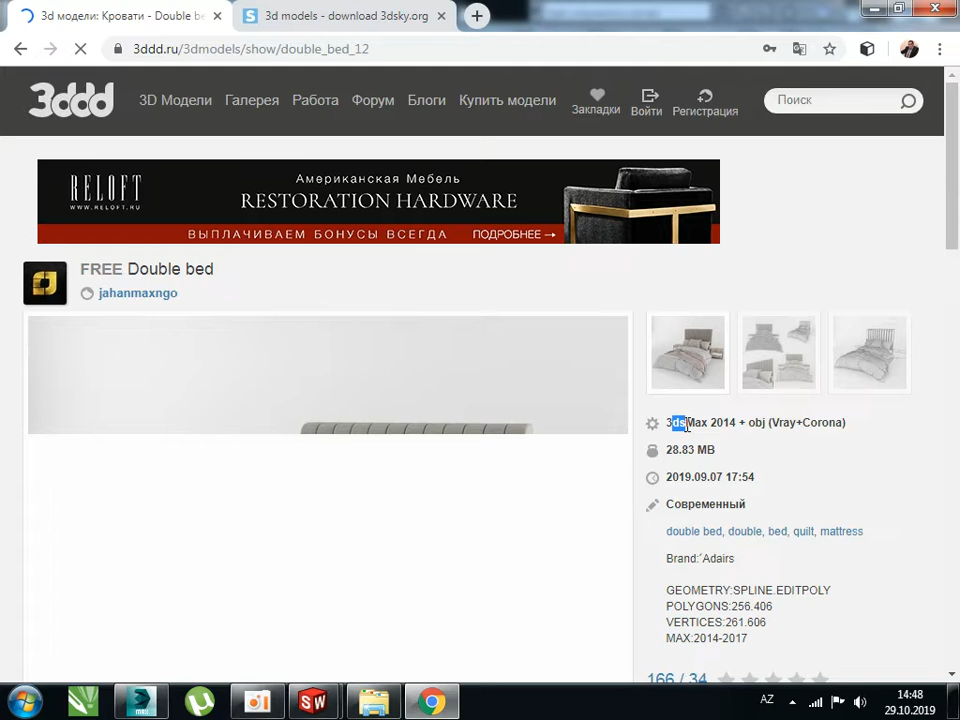 3d модели: Кровати - Double be
3d models - download 3dsky.org
3ddd.ru/3dmodels/show/double_bed_12
3ddd
3D Модели
Галерея
Работа
Форум
Блоги
Купить модели
Закладки
Войти
Регистрация
Поиск
RELOFT
WWW.RELOFT.RU
Американская Мебель
RESTORATION HARDWARE
ВЫПЛАЧИВАЕМ БОНУСЫ ВСЕГДА
ПОДРОБНЕЕ→
FREE Double bed
jahanmaxngo
3ds Max 2014 + obj (Vray+Corona)
28.83 MB
2019.09.07 17:54
Современный
double bed, double, bed, quilt, mattress
Brand:´Adairs
GEOMETRY:SPLINE.EDITPOLY
POLYGONS:256.406
VERTICES:261.606
MAX:2014-2017
166 / 34
AZ
14:48
29.10.2019